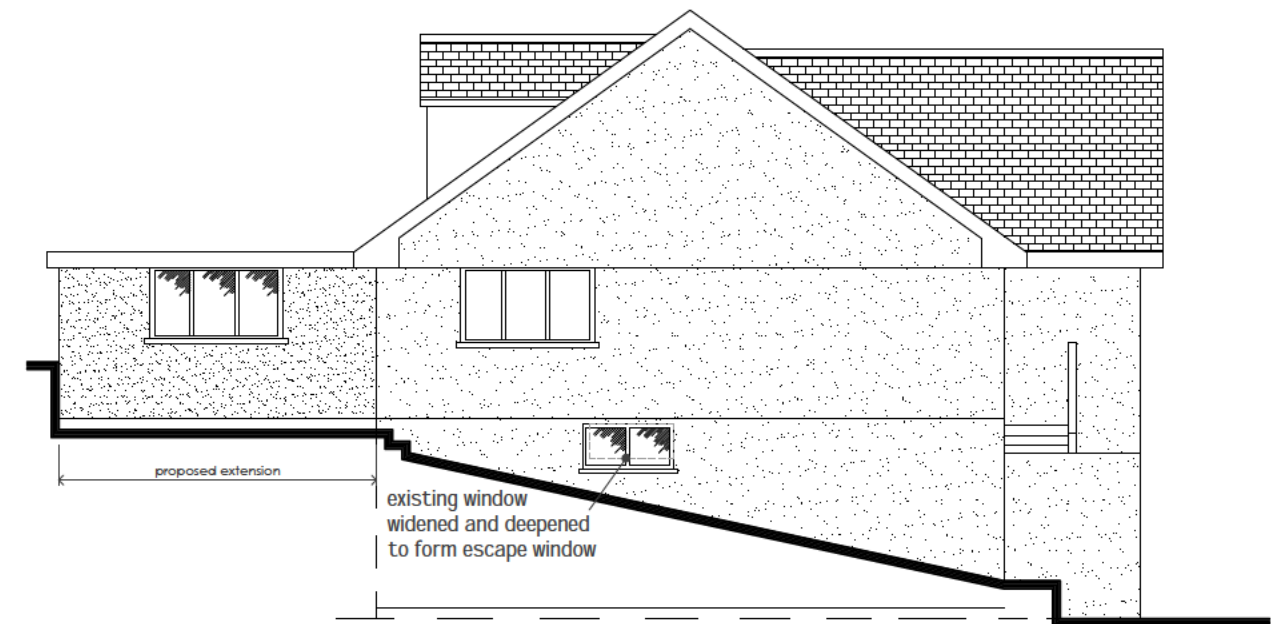 proposed extension
existing window
widened and deepened
to form escape window